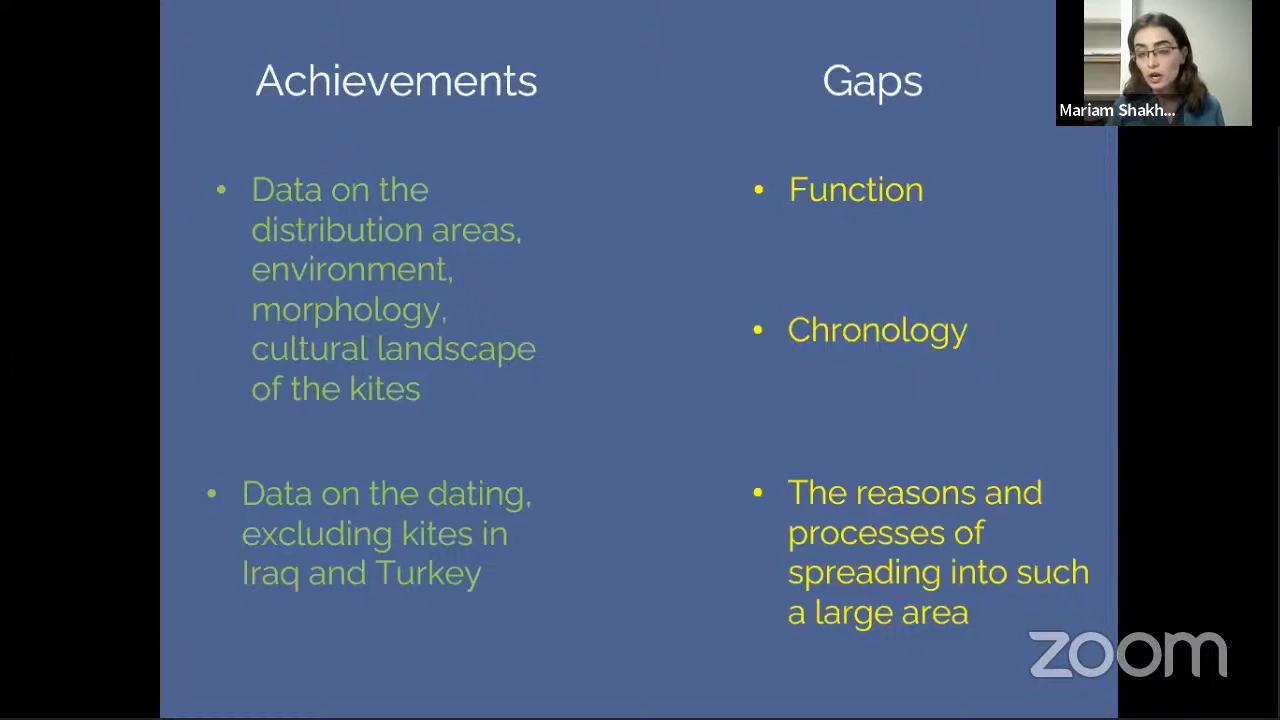 Achievements
Gaps
Mariam Shakh...
• Data on the
distribution areas,
environment,
morphology,
cultural landscape
of the kites
• Data on the dating,
excluding kites in
Iraq and Turkey
• Function
• Chronology
• The reasons and
processes of
spreading into such
a large area
zoom